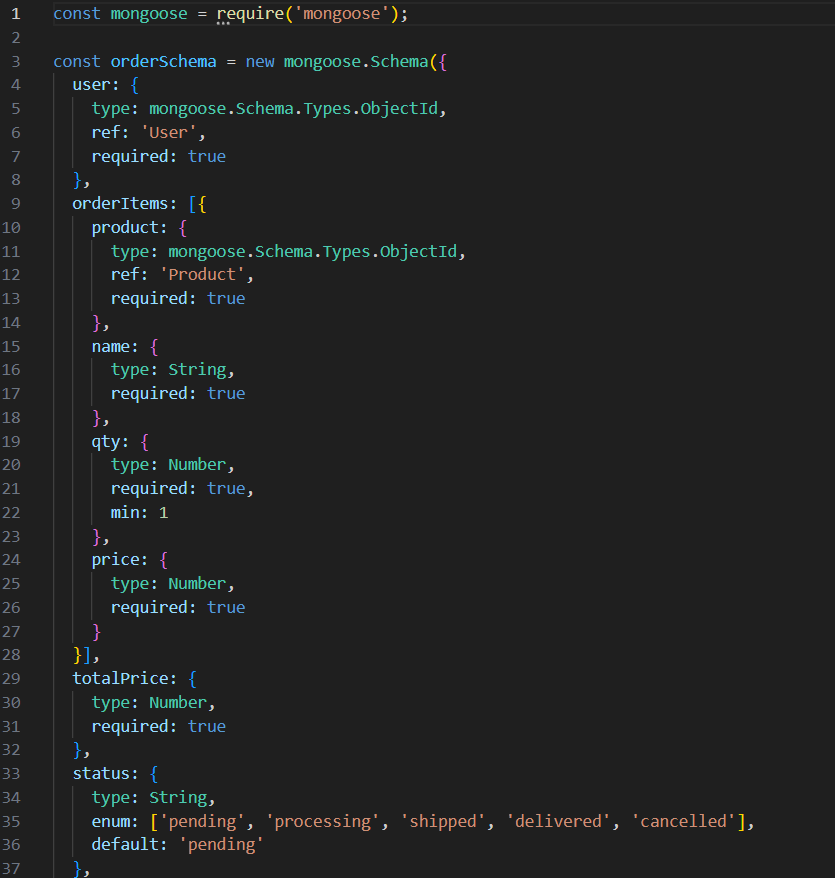 1 const mongoose = require('mongoose');
2
3 const orderSchema = new mongoose.Schema({
4   user: {
5     type: mongoose.Schema.Types.ObjectId,
6     ref: 'User',
7     required: true
8   },
9   orderItems: [{
10     product: {
11       type: mongoose.Schema.Types.ObjectId,
12       ref: 'Product',
13       required: true
14     },
15     name: {
16       type: String,
17       required: true
18     },
19     qty: {
20       type: Number,
21       required: true,
22       min: 1
23     },
24     price: {
25       type: Number,
26       required: true
27     }
28   }],
29   totalPrice: {
30     type: Number,
31     required: true
32   },
33   status: {
34     type: String,
35     enum: ['pending', 'processing', 'shipped', 'delivered', 'cancelled'],
36     default: 'pending'
37   },